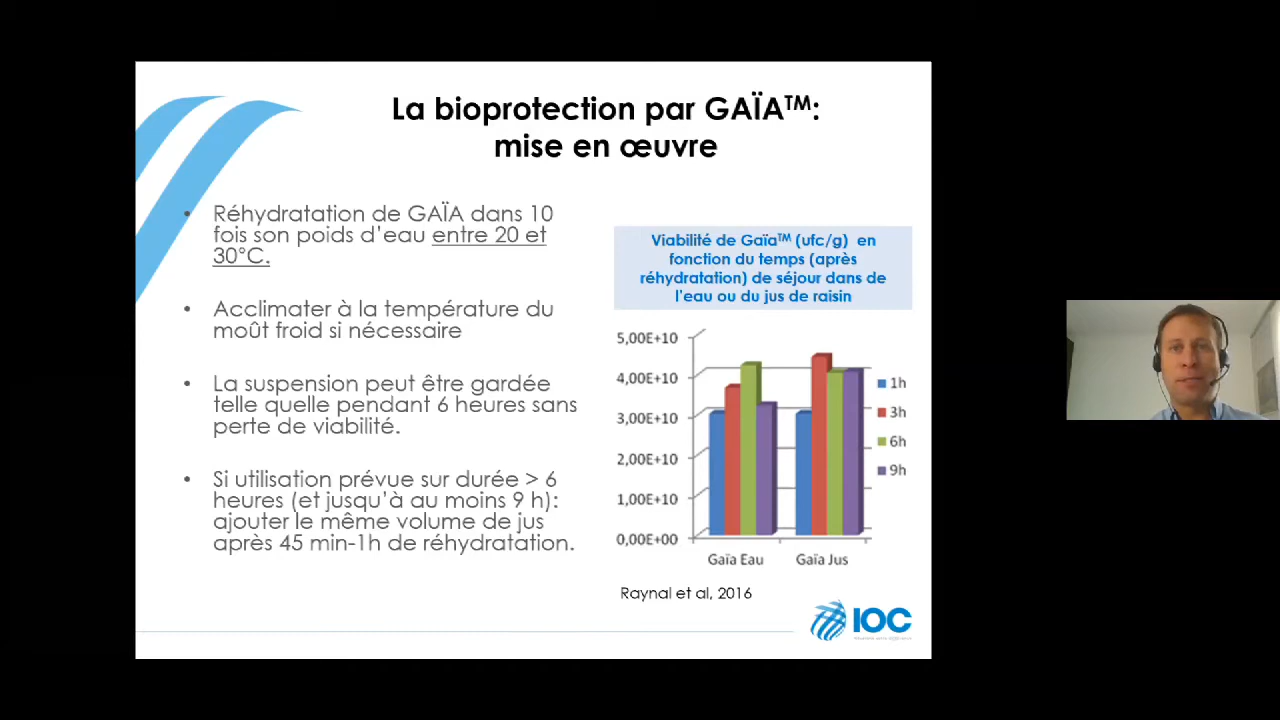 La bioprotection par GAÏA™:
mise en œuvre
• Réhydratation de GAÏA dans 10
fois son poids d’eau entre 20 et
30°C.
• Acclimater à la température du
moût froid si nécessaire
• La suspension peut être gardée
telle quelle pendant 6 heures sans
perte de viabilité.
• Si utilisation prévue sur durée > 6
heures (et jusqu’à au moins 9 h):
ajouter le même volume de jus
après 45 min-1h de réhydratation.
Viabilité de Gaïa™ (ufc/g) en
fonction du temps (après
réhydratation) de séjour dans de
l’eau ou du jus de raisin
5,00E+10
4,00E+10
3,00E+10
2,00E+10
1,00E+10
0,00E+00
Gaïa Eau
Gaïa Jus
1h
3h
6h
9h
Raynal et al, 2016
IOC